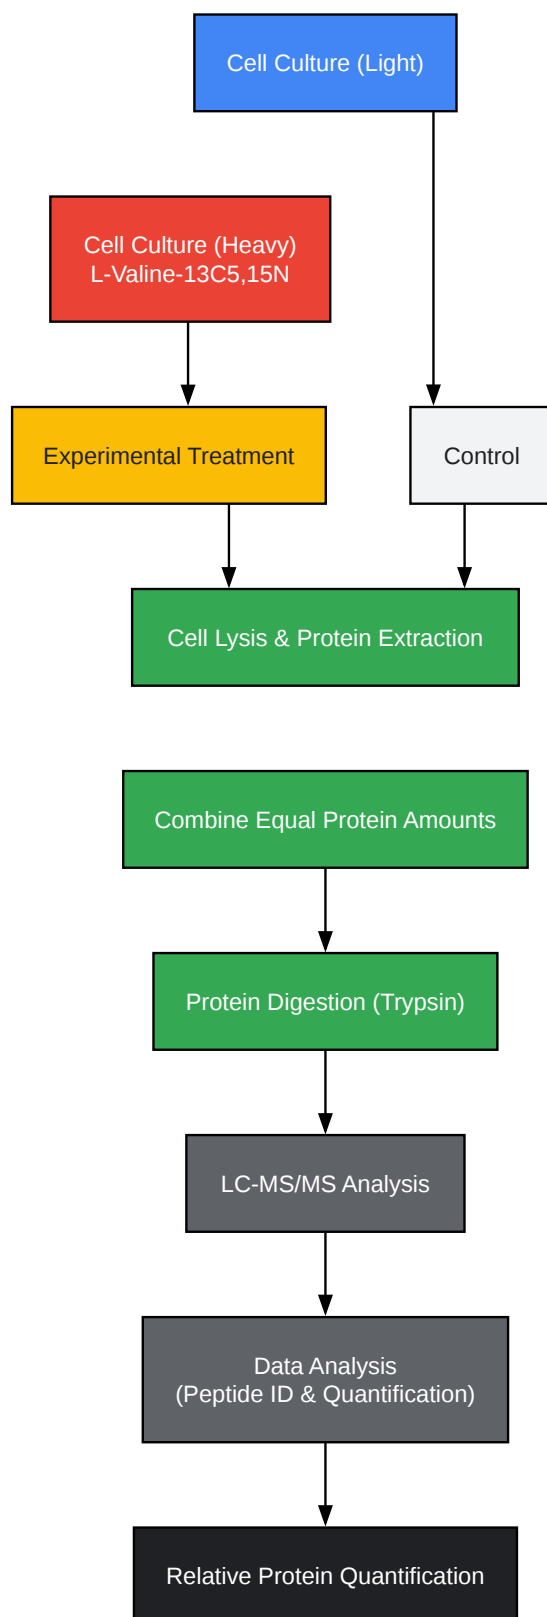 Cell Culture (Light)
Cell Culture (Heavy)
L-Valine-13C5,15N
Experimental Treatment
Control
Cell Lysis & Protein Extraction
Combine Equal Protein Amounts
Protein Digestion (Trypsin)
LC-MS/MS Analysis
Data Analysis
(Peptide ID & Quantification)
Relative Protein Quantification